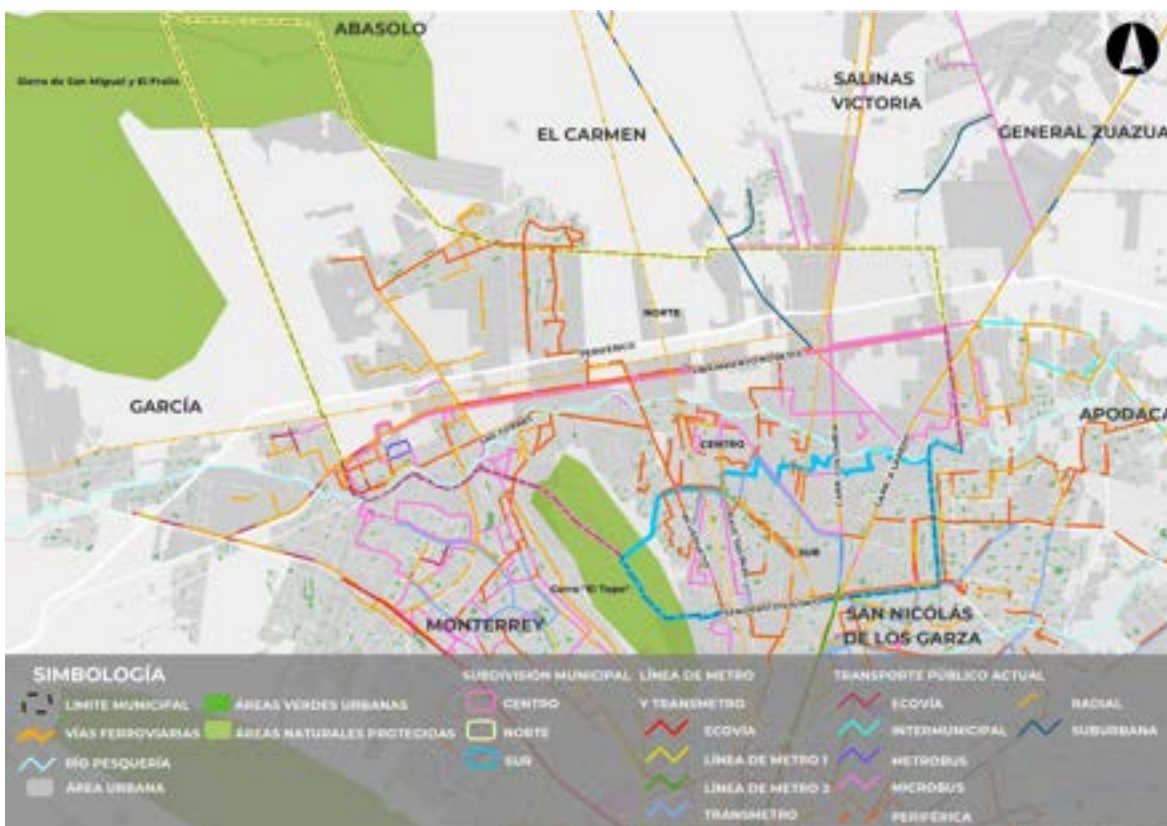 ABASOLO
Sierra de San Miguel y El Fraile
SALINAS
VICTORIA
EL CARMEN
GENERAL ZUAZUA
NORTE
PERIFÉRICO
GARCÍA
APODACA
CENTRO
SUR
Cerro "El Topo"
MONTERREY
SAN NICOLÁS
DE LOS GARZA
SIMBOLOGÍA
LIMITE MUNICIPAL
VÍAS FERROVIARIAS
RÍO PESQUERÍA
ÁREA URBANA
ÁREAS VERDES URBANAS
ÁREAS NATURALES PROTEGIDAS
SUBDIVISIÓN MUNICIPAL
CENTRO
NORTE
SUR
LÍNEA DE METRO
Y TRANSMETRO
ECOVÍA
LÍNEA DE METRO 1
LÍNEA DE METRO 2
TRANSMETRO
TRANSPORTE PÚBLICO ACTUAL
ECOVÍA
INTERMUNICIPAL
METROBUS
MICROBUS
PERIFÉRICA
RADIAL
SUBURBANA